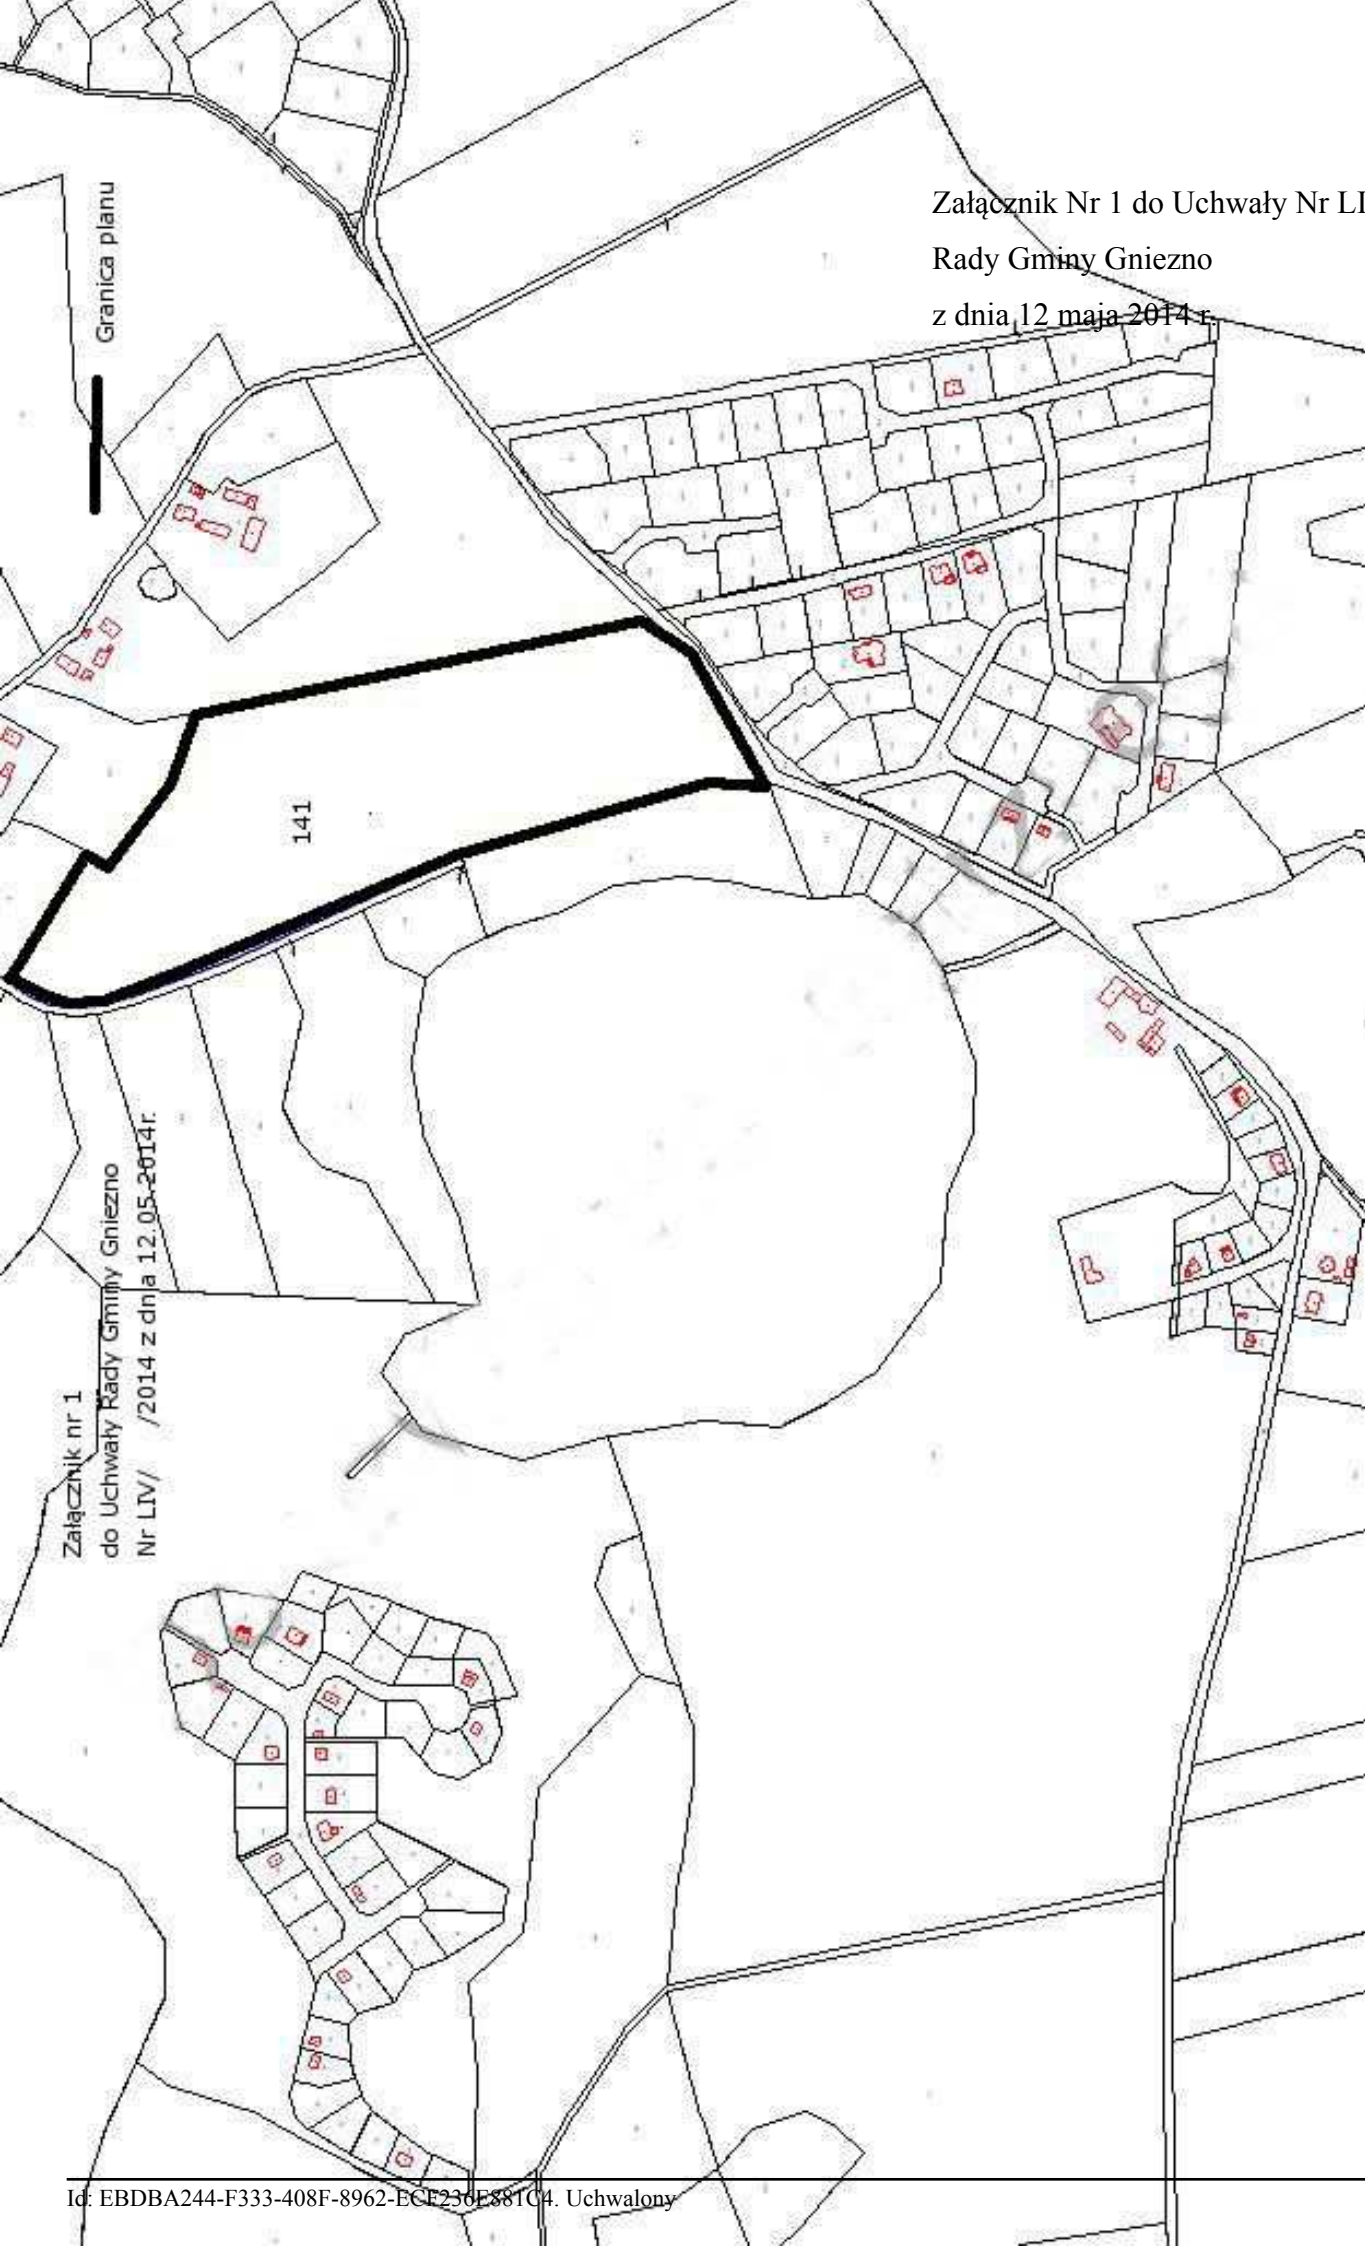 Załącznik Nr 1 do Uchwały Nr LI
Rady Gminy Gniezno
z dnia 12 maja 2014 r.
Granica planu
141
Załącznik nr 1
do Uchwały Rady Gminy Gniezno
Nr LIV/ /2014 z dnia 12.05.2014r.
Id: EBDBA244-F333-408F-8962-ECF236E881C4. Uchwalony